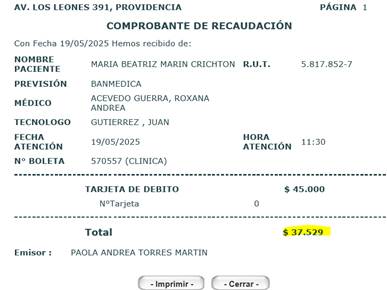 AV. LOS LEONES 391, PROVIDENCIA PÁGINA 1
COMPROBANTE DE RECAUDACIÓN
Con Fecha 19/05/2025 Hemos recibido de:
NOMBRE PACIENTE MARIA BEATRIZ MARIN CRICHTON R.U.T. 5.817.852-7
PREVISIÓN BANMEDICA
MÉDICO ACEVEDO GUERRA, ROXANA ANDREA
TECNOLOGO GUTIERREZ , JUAN
FECHA ATENCIÓN 19/05/2025 HORA ATENCIÓN 11:30
N° BOLETA 570557 (CLINICA)
TARJETA DE DEBITO $ 45.000
NºTarjeta 0
Total $ 37.529
Emisor : PAOLA ANDREA TORRES MARTIN
- Imprimir - - Cerrar -